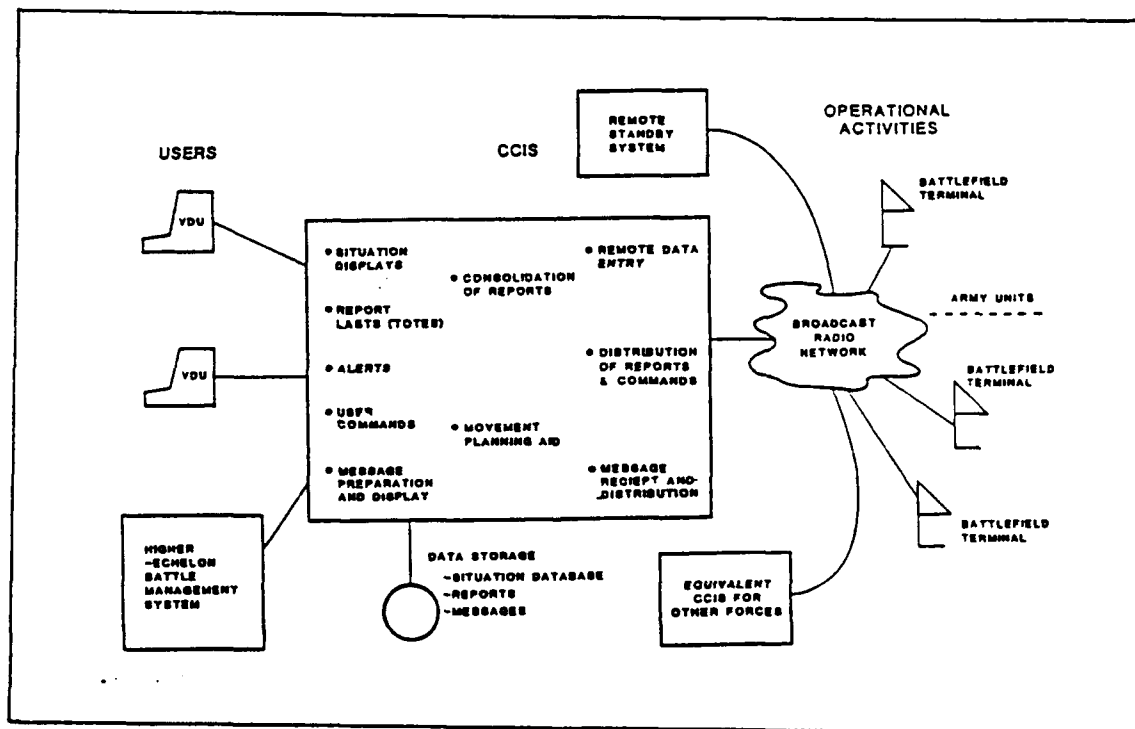 USERS
CCIS
REMOTE
STANDBY
SYSTEM
OPERATIONAL
ACTIVITIES
VDU
VDU
HIGHER
-ECHELON
BATTLE
MANAGEMENT
SYSTEM
• SITUATION
DISPLAYS
• REPORT
LASTS (TOTES)
• ALERTS
• USER
COMMANDS
• MESSAGE
PREPARATION
AND DISPLAY
• CONSOLIDATION
OF REPORTS
• MOVEMENT
PLANNING AID
• REMOTE DATA
ENTRY
• DISTRIBUTION
OF REPORTS
& COMMANDS
• MESSAGE
RECIEPT AND-
-DISTRIBUTION
DATA STORAGE
-SITUATION DATABASE
-REPORTS
-MESSAGES
BROADCAST
RADIO
NETWORK
EQUIVALENT
CCIS FOR
OTHER FORCES
BATTLEFIELD
TERMINAL
ARMY UNITS
BATTLEFIELD
TERMINAL
BATTLEFIELD
TERMINAL